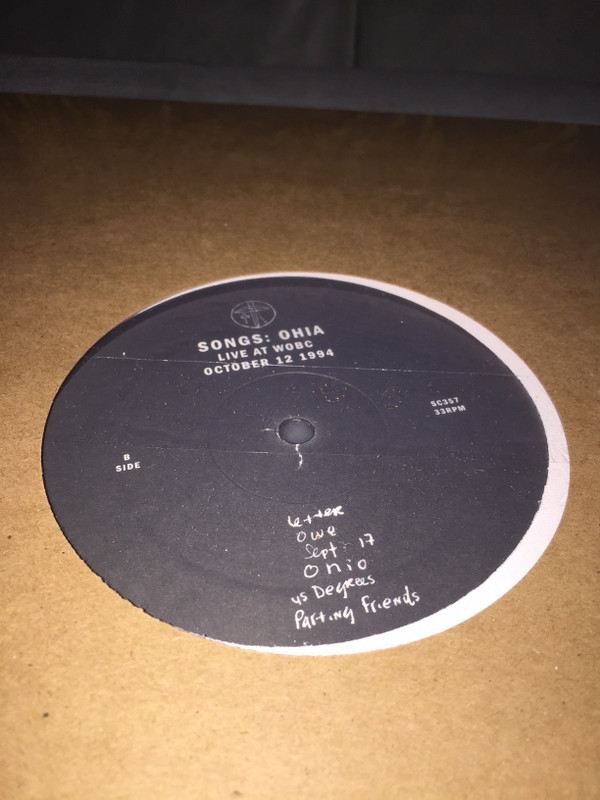 SONGS: OHIA
LIVE AT WOBC
OCTOBER 12 1994
SC357
33RPM
B
SIDE
Letter
Owe
Sept 17
Ohio
us Degrees
Parting Friends